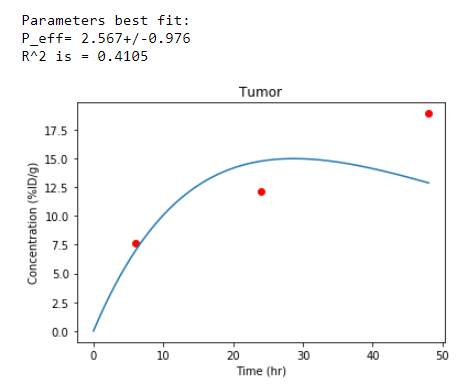 Parameters best fit:
P_eff= 2.567+/-0.976
R^2 is = 0.4105
Tumor
Concentration (%ID/g)
17.5
15.0
12.5
10.0
7.5
5.0
2.5
0.0
0 10 20 30 40 50
Time (hr)